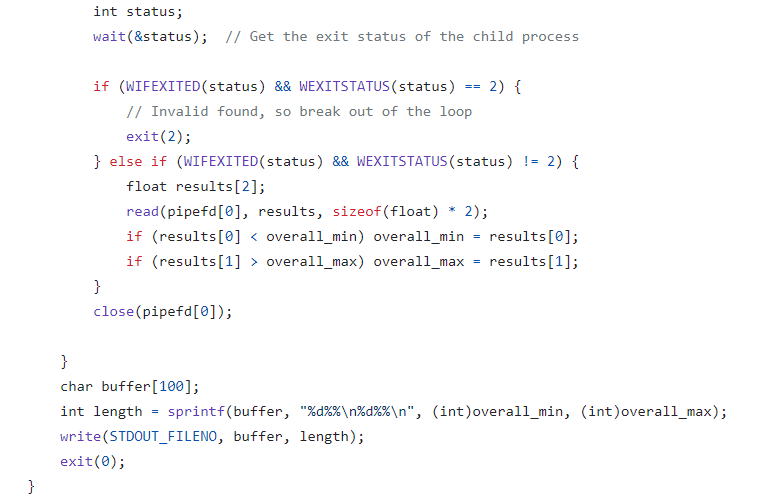 int status;
wait(&status);  // Get the exit status of the child process
if (WIFEXITED(status) && WEXITSTATUS(status) == 2) {
// Invalid found, so break out of the loop
exit(2);
} else if (WIFEXITED(status) && WEXITSTATUS(status) != 2) {
float results[2];
read(pipefd[0], results, sizeof(float) * 2);
if (results[0] < overall_min) overall_min = results[0];
if (results[1] > overall_max) overall_max = results[1];
}
close(pipefd[0]);
}
char buffer[100];
int length = sprintf(buffer, "%d%%\n%d%%\n", (int)overall_min, (int)overall_max);
write(STDOUT_FILENO, buffer, length);
exit(0);
}